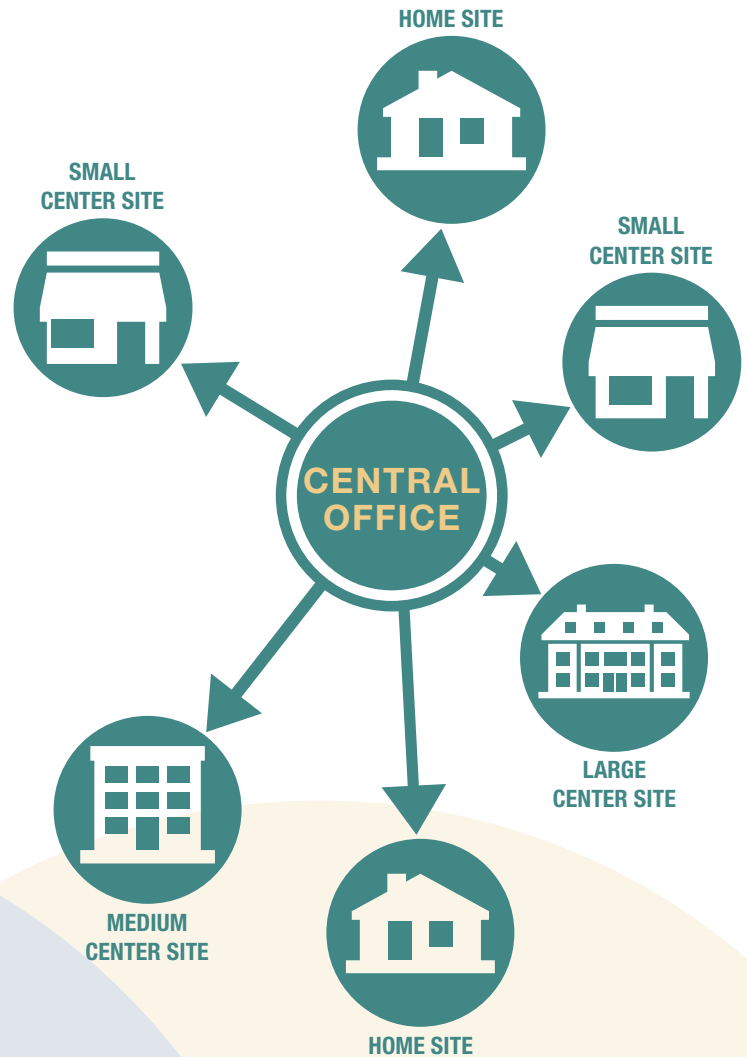 HOME SITE
SMALL
CENTER SITE
SMALL
CENTER SITE
CENTRAL
OFFICE
LARGE
CENTER SITE
MEDIUM
CENTER SITE
HOME SITE